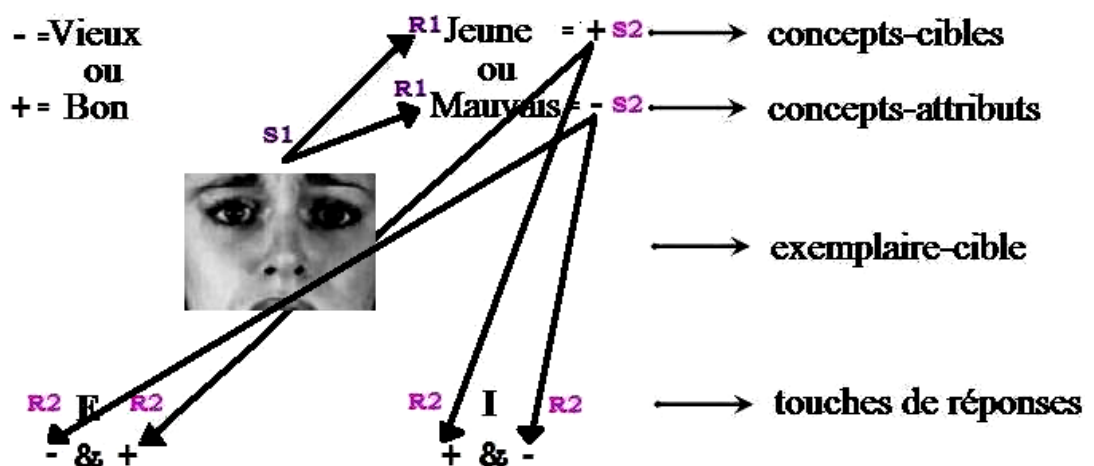 - =Vieux R1 Jeune = + S2 concepts-cibles
ou ou
+ = Bon R1 Mauvais = - S2 concepts-attributs
S1
exemplaire-cible
R2 E R2 R2 I R2 touches de réponses
- & + + & -